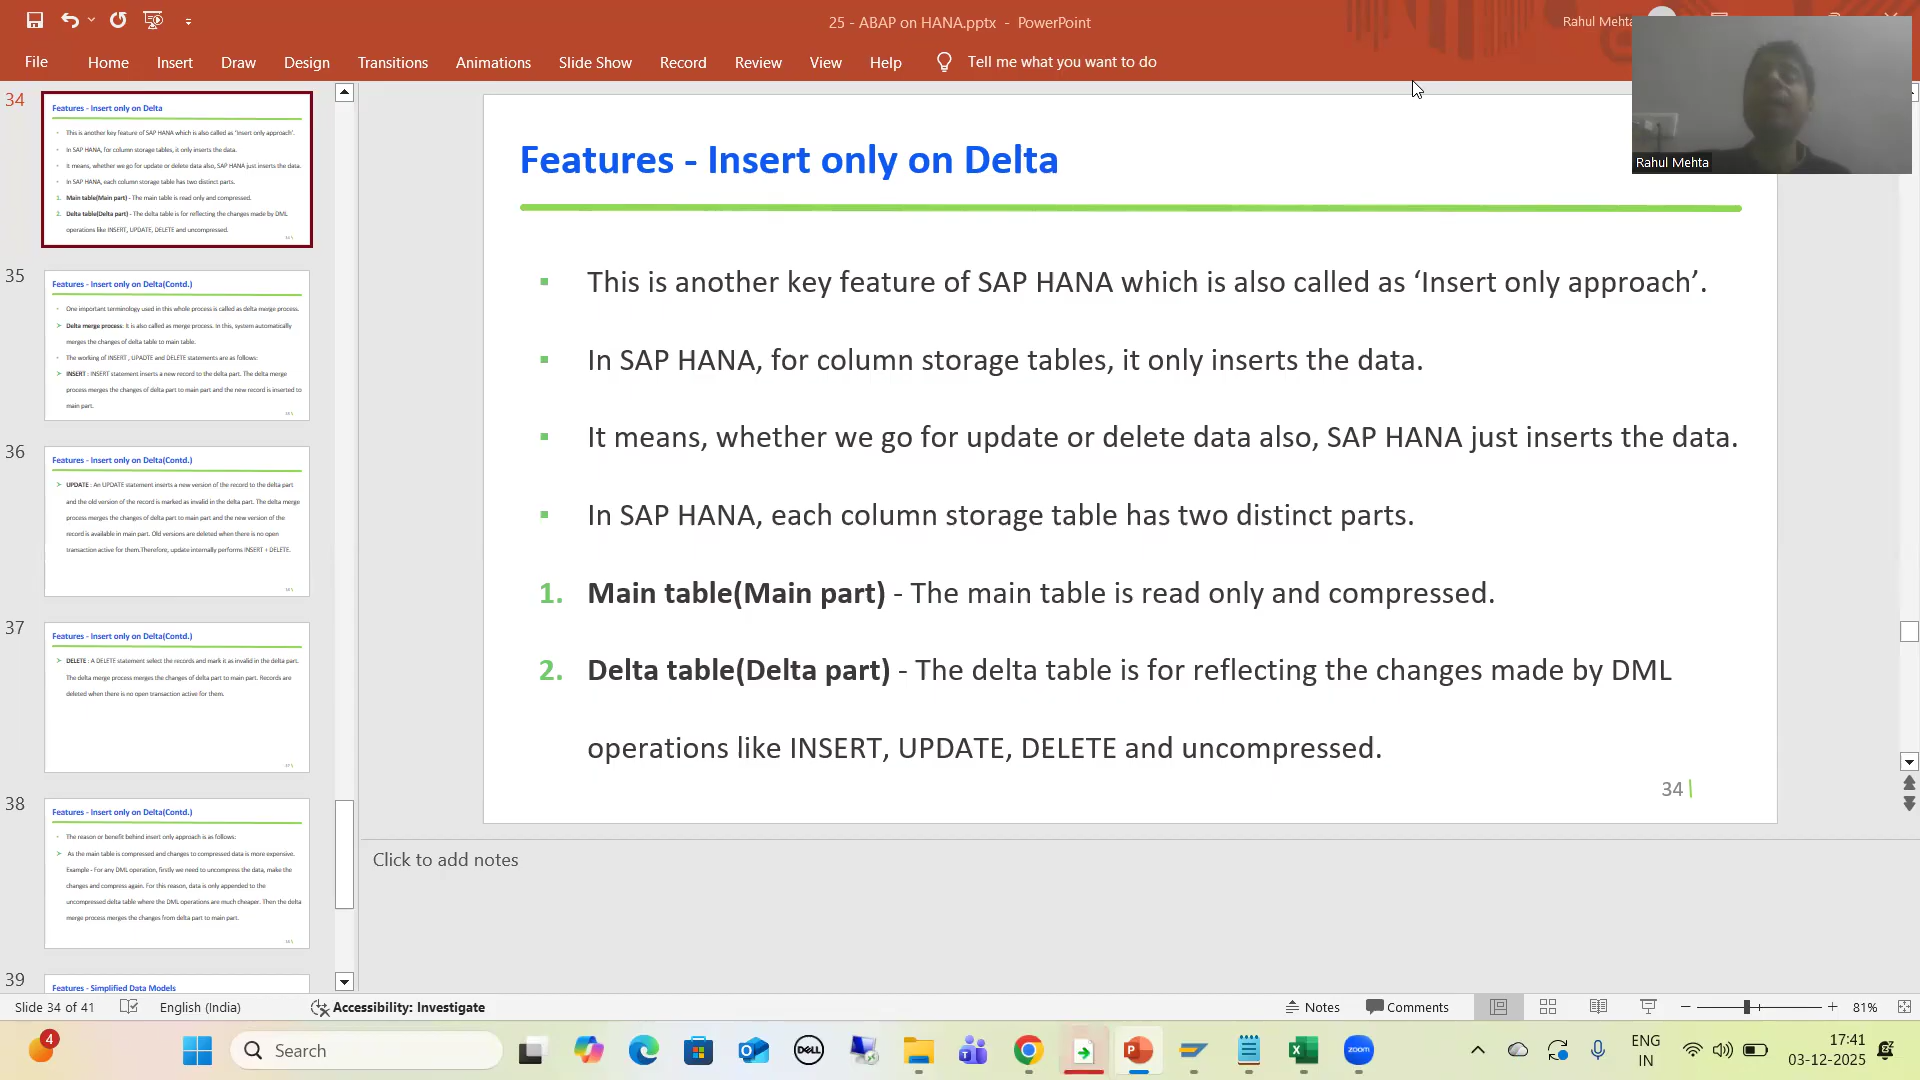 25 - ABAP on HANA.pptx - PowerPoint
Rahul Mehta
File Home Insert Draw Design Transitions Animations Slide Show Record Review View Help Tell me what you want to do
34
Features - Insert only on Delta
This is another key feature of SAP HANA which is also called as 'Insert only approach'.
In SAP HANA, for column storage tables, it only inserts the data.
It means, whether we go for update or delete data also, SAP HANA just inserts the data.
In SAP HANA, each column storage table has two distinct parts.
1. Main table(Main part) - The main table is read only and compressed.
2. Delta table(Delta part) - The delta table is for reflecting the changes made by DML
operations like INSERT, UPDATE, DELETE and uncompressed.
35
Features - Insert only on Delta(Contd.)
One important terminology used in this whole process is called as delta merge process.
Delta merge process: It is also called as merge process. In this, system automatically
merges the changes of delta table to main table.
The working of INSERT , UPADTE and DELETE statements are as follows:
INSERT : INSERT statement inserts a new record to the delta part. The delta merge
process merges the changes of delta part to main part and the new record is inserted to
main part.
36
Features - Insert only on Delta(Contd.)
UPDATE : An UPDATE statement inserts a new version of the record to the delta part
and the old version of the record is marked as invalid in the delta part. The delta merge
process merges the changes of delta part to main part and the new version of the
record is available in main part. Old versions are deleted when there is no open
transaction active for them.Therefore, update internally performs INSERT + DELETE.
37
Features - Insert only on Delta(Contd.)
DELETE : A DELETE statement select the records and mark it as invalid in the delta part.
The delta merge process merges the changes of delta part to main part. Records are
deleted when there is no open transaction active for them.
38
Features - Insert only on Delta(Contd.)
The reason or benefit behind insert only approach is as follows:
As the main table is compressed and changes to compressed data is more expensive.
Example - For any DML operation, firstly we need to uncompress the data, make the
changes and compress again. For this reason, data is only appended to the
uncompressed delta table where the DML operations are much cheaper. Then the delta
merge process merges the changes from delta part to main part.
39
Features - Simplified Data Models
Features - Insert only on Delta
This is another key feature of SAP HANA which is also called as ‘Insert only approach’.
In SAP HANA, for column storage tables, it only inserts the data.
It means, whether we go for update or delete data also, SAP HANA just inserts the data.
In SAP HANA, each column storage table has two distinct parts.
1. Main table(Main part) - The main table is read only and compressed.
2. Delta table(Delta part) - The delta table is for reflecting the changes made by DML
operations like INSERT, UPDATE, DELETE and uncompressed.
34
Rahul Mehta
Click to add notes
Slide 34 of 41 English (India) Accessibility: Investigate Notes Comments 81%
4 Search DELL zoom ENG 17:41
IN 03-12-2025